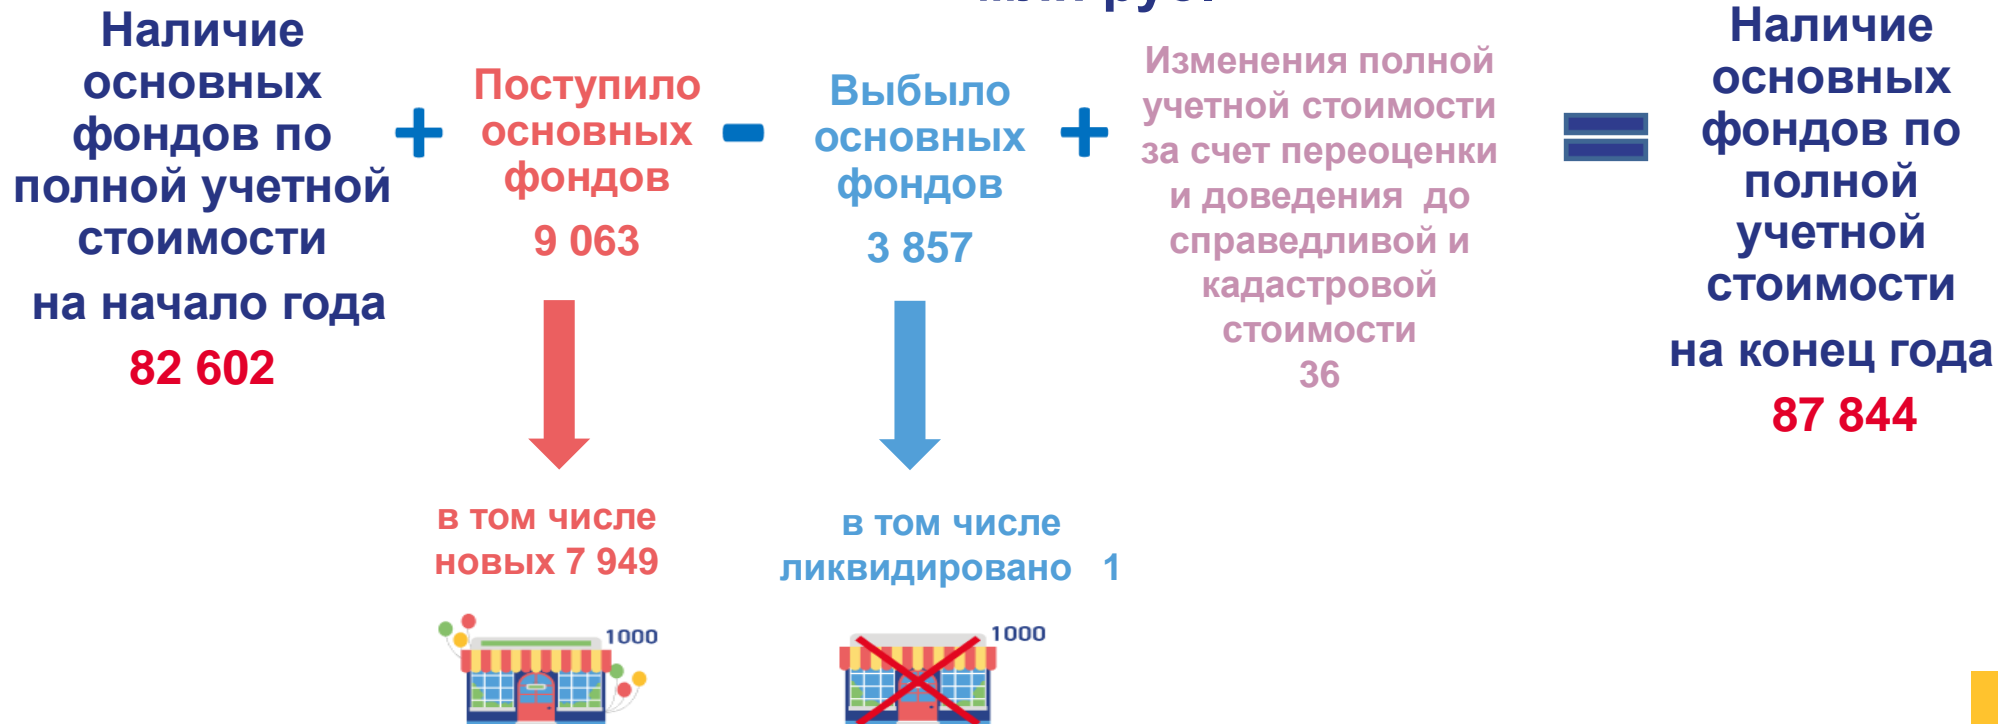 Наличие
основных
фондов по
полной учетной
стоимости
на начало года
82 602
Поступило
основных
фондов
9 063
в том числе
новых 7 949
1000
Выбыло
основных
фондов
3 857
в том числе
ликвидировано 1
1000
Изменения полной
учетной стоимости
за счет переоценки
и доведения до
справедливой и
кадастровой
стоимости
36
Наличие
основных
фондов по
полной
учетной
стоимости
на конец года
87 844